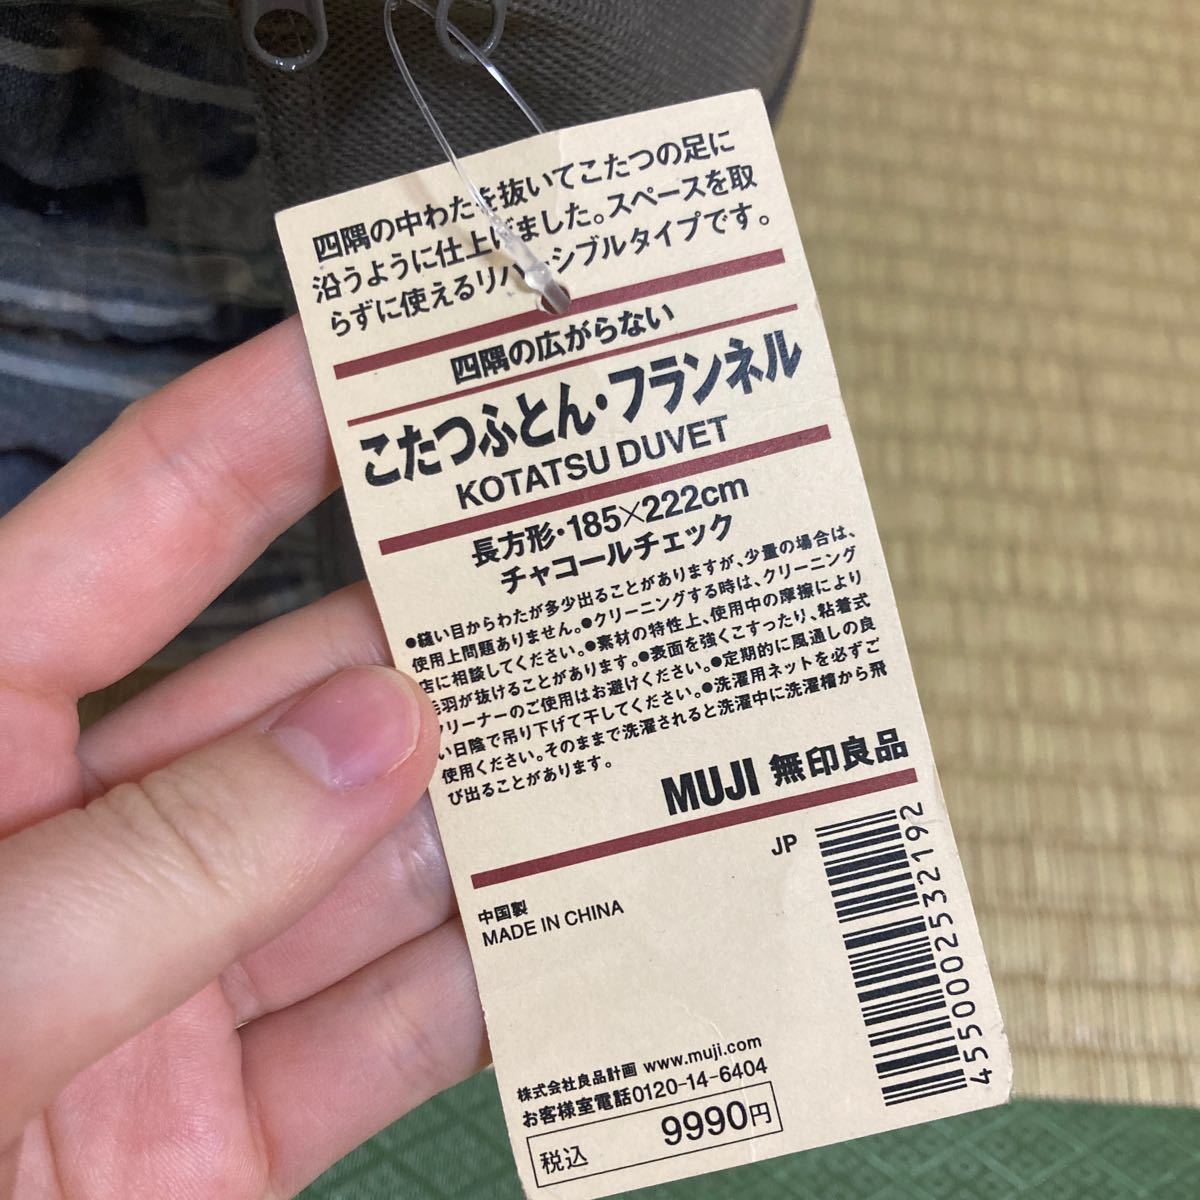 四隅の中わたを抜いてこたつの足に
沿うように仕上げました。スペースを取
らずに使えるリバーシブルタイプです。
四隅の広がらない
こたつふとん・フランネル
KOTATSU DUVET
長方形・185×222cm
チャコールチェック
●縫い目からわたが多少出ることがありますが、少量の場合は、
使用上問題ありません。●クリーニングする時は、クリーニング
店に相談してください。●素材の特性上、使用中の摩擦により
毛羽が抜けることがあります。●表面を強くこすったり、粘着式
クリーナーのご使用はお避けください。●定期的に風通しの良
い日陰で吊り下げて干してください。●洗濯用ネットを必ずご
使用ください。そのままで洗濯されると洗濯中に洗濯槽から飛
び出ることがあります。
MUJI 無印良品
JP
4550002532192
中国製
MADE IN CHINA
株式会社良品計画 www.muji.com
お客様室電話0120-14-6404
税込 9990円